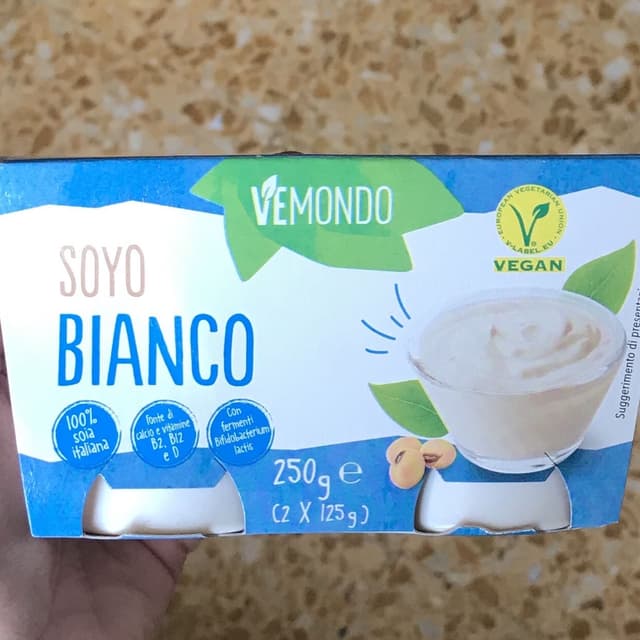 VEMONDO
EUROPEAN VEGETARIAN UNION
V-LABEL.EU
VEGAN
SOYO
BIANCO
100%
soia
italiana
Fonte di
calcio e vitamine
B2, B12
e D
Con
fermenti
Bifidobacterium
lactis
250g e
(2 X 125g)
Suggerimento di